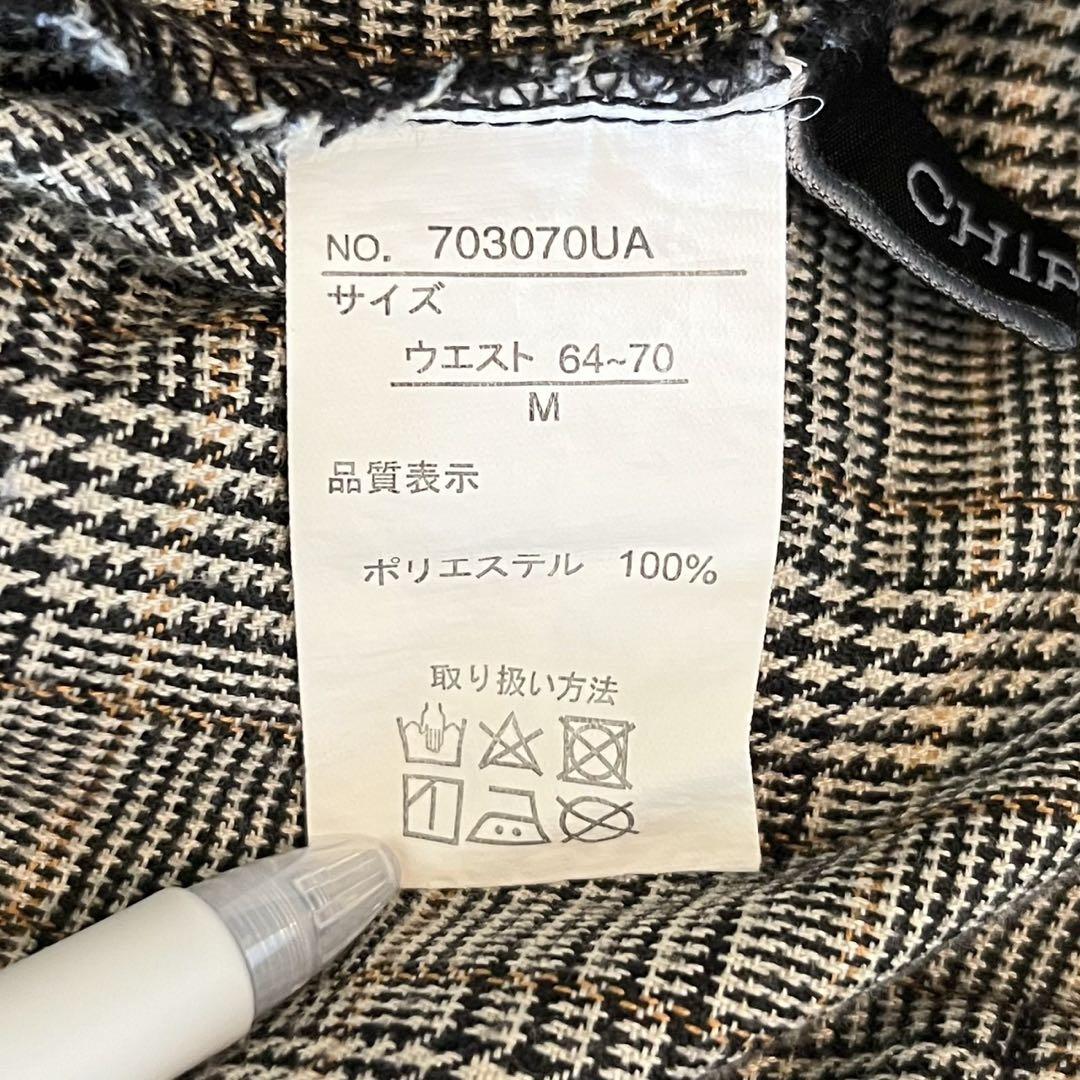 NO. 703070UA
サイズ
ウエスト 64~70
M
品質表示
ポリエステル 100%
取り扱い方法